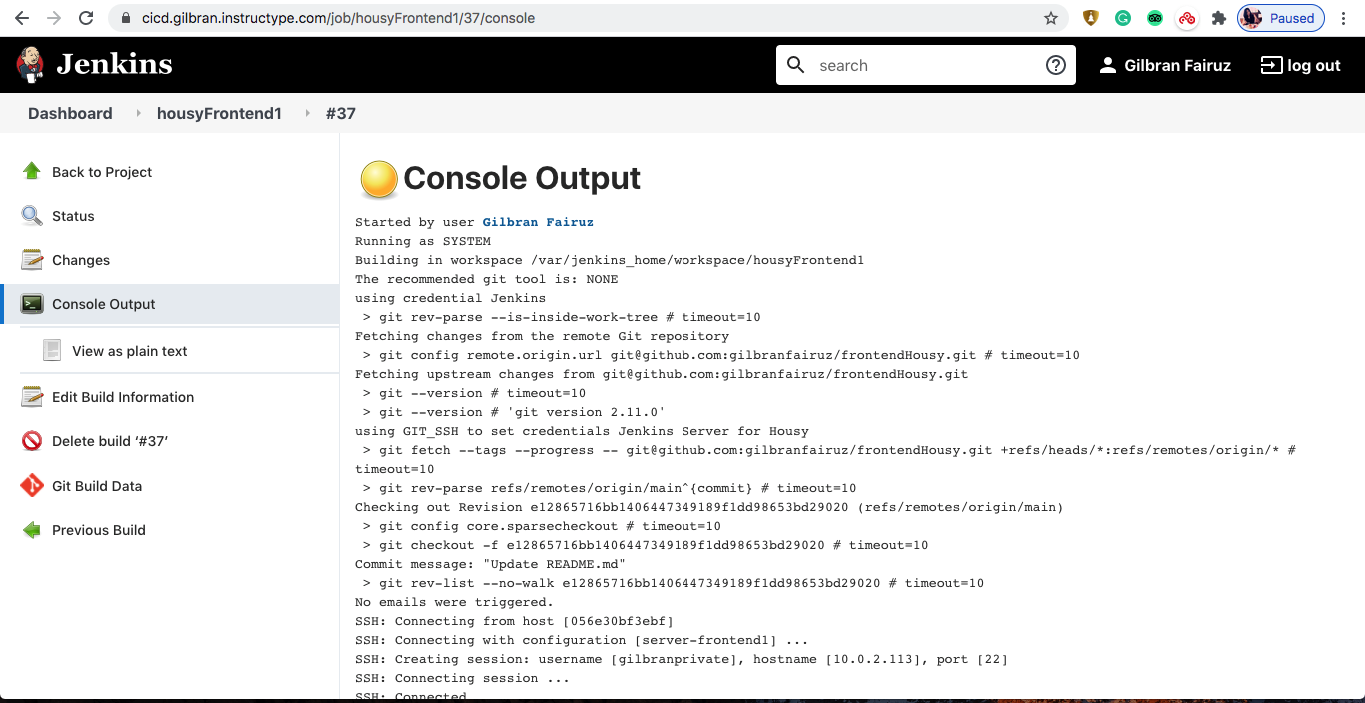 cicd.gilbran.instructype.com/job/housyFrontend1/37/console
Paused
Jenkins
search
Gilbran Fairuz
log out
Dashboard
housyFrontend1
#37
Back to Project
Status
Changes
Console Output
View as plain text
Edit Build Information
Delete build ‘#37’
Git Build Data
Previous Build
Console Output
Started by user Gilbran Fairuz
Running as SYSTEM
Building in workspace /var/jenkins_home/workspace/housyFrontend1
The recommended git tool is: NONE
using credential Jenkins
> git rev-parse --is-inside-work-tree # timeout=10
Fetching changes from the remote Git repository
> git config remote.origin.url git@github.com:gilbranfairuz/frontendHousy.git # timeout=10
Fetching upstream changes from git@github.com:gilbranfairuz/frontendHousy.git
> git --version # timeout=10
> git --version # 'git version 2.11.0'
using GIT_SSH to set credentials Jenkins Server for Housy
> git fetch --tags --progress -- git@github.com:gilbranfairuz/frontendHousy.git +refs/heads/*:refs/remotes/origin/* #
timeout=10
> git rev-parse refs/remotes/origin/main^{commit} # timeout=10
Checking out Revision e12865716bb1406447349189f1dd98653bd29020 (refs/remotes/origin/main)
> git config core.sparsecheckout # timeout=10
> git checkout -f e12865716bb1406447349189f1dd98653bd29020 # timeout=10
Commit message: "Update README.md"
> git rev-list --no-walk e12865716bb1406447349189f1dd98653bd29020 # timeout=10
No emails were triggered.
SSH: Connecting from host [056e30bf3ebf]
SSH: Connecting with configuration [server-frontend1] ...
SSH: Creating session: username [gilbranprivate], hostname [10.0.2.113], port [22]
SSH: Connecting session ...
SSH: Connected